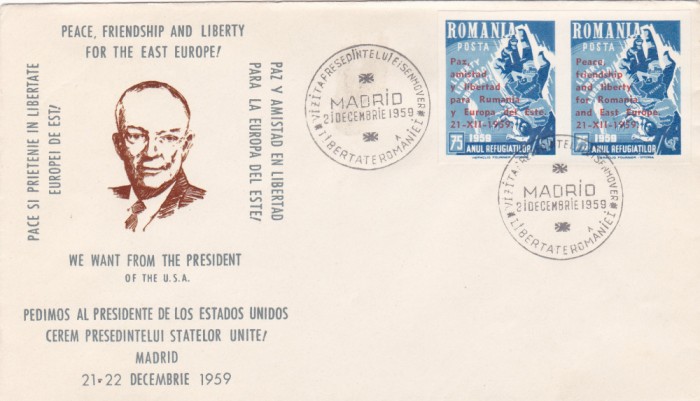 PEACE, FRIENDSHIP AND LIBERTY
FOR THE EAST EUROPE!
PACE SI PRIETENIE IN LIBERTATE
EUROPEI DE EST!
PAZ Y AMISTAD EN LIBERTAD
PARA LA EUROPA DEL ESTE!
WE WANT FROM THE PRESIDENT
OF THE U.S.A.
PEDIMOS AL PRESIDENTE DE LOS ESTADOS UNIDOS
CEREM PRESEDINTELUI STATELOR UNITE!
MADRID
21-22 DECEMBRIE 1959
VIZITA PRESEDINTELUI EISENHOWER
MADRID
21 DECEMBRIE 1959
LIBERTATE ROMANIEI
ROMANIA
POSTA
Paz,
amistad
y libertad
para Rumania
y Europa del Este.
21-XII-1959
1959
75
ANUL REFUGIATILOR
ROMANIA
POSTA
Peace,
friendship
and liberty
for Romania
and East Europe.
21-XII-1959
1959
75
ANUL REFUGIATILOR
HERACLIO FOURNIER - VITORIA
VIZITA PRESEDINTELUI EISENHOWER
MADRID
21 DECEMBRIE 1959
LIBERTATE ROMANIEI